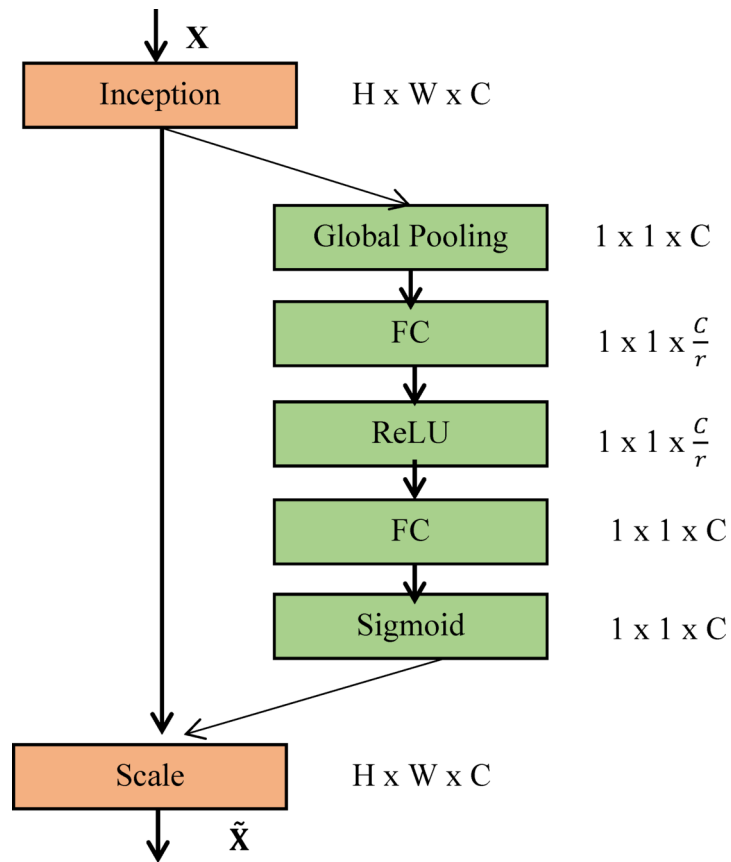 X
Inception H x W x C
Global Pooling 1 x 1 x C
FC 1 x 1 x C/r
ReLU 1 x 1 x C/r
FC 1 x 1 x C
Sigmoid 1 x 1 x C
Scale H x W x C
X̃